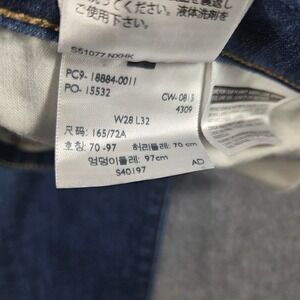 ご使用下さい。液体洗剤を
S51077 NXHK
PC9-18884-0011
PO-15532
CW-0815
4309
W28 L32
尺码: 165/72A
호칭: 70-97 허리둘레: 70 cm
엉덩이둘레: 97cm
AD
S40197